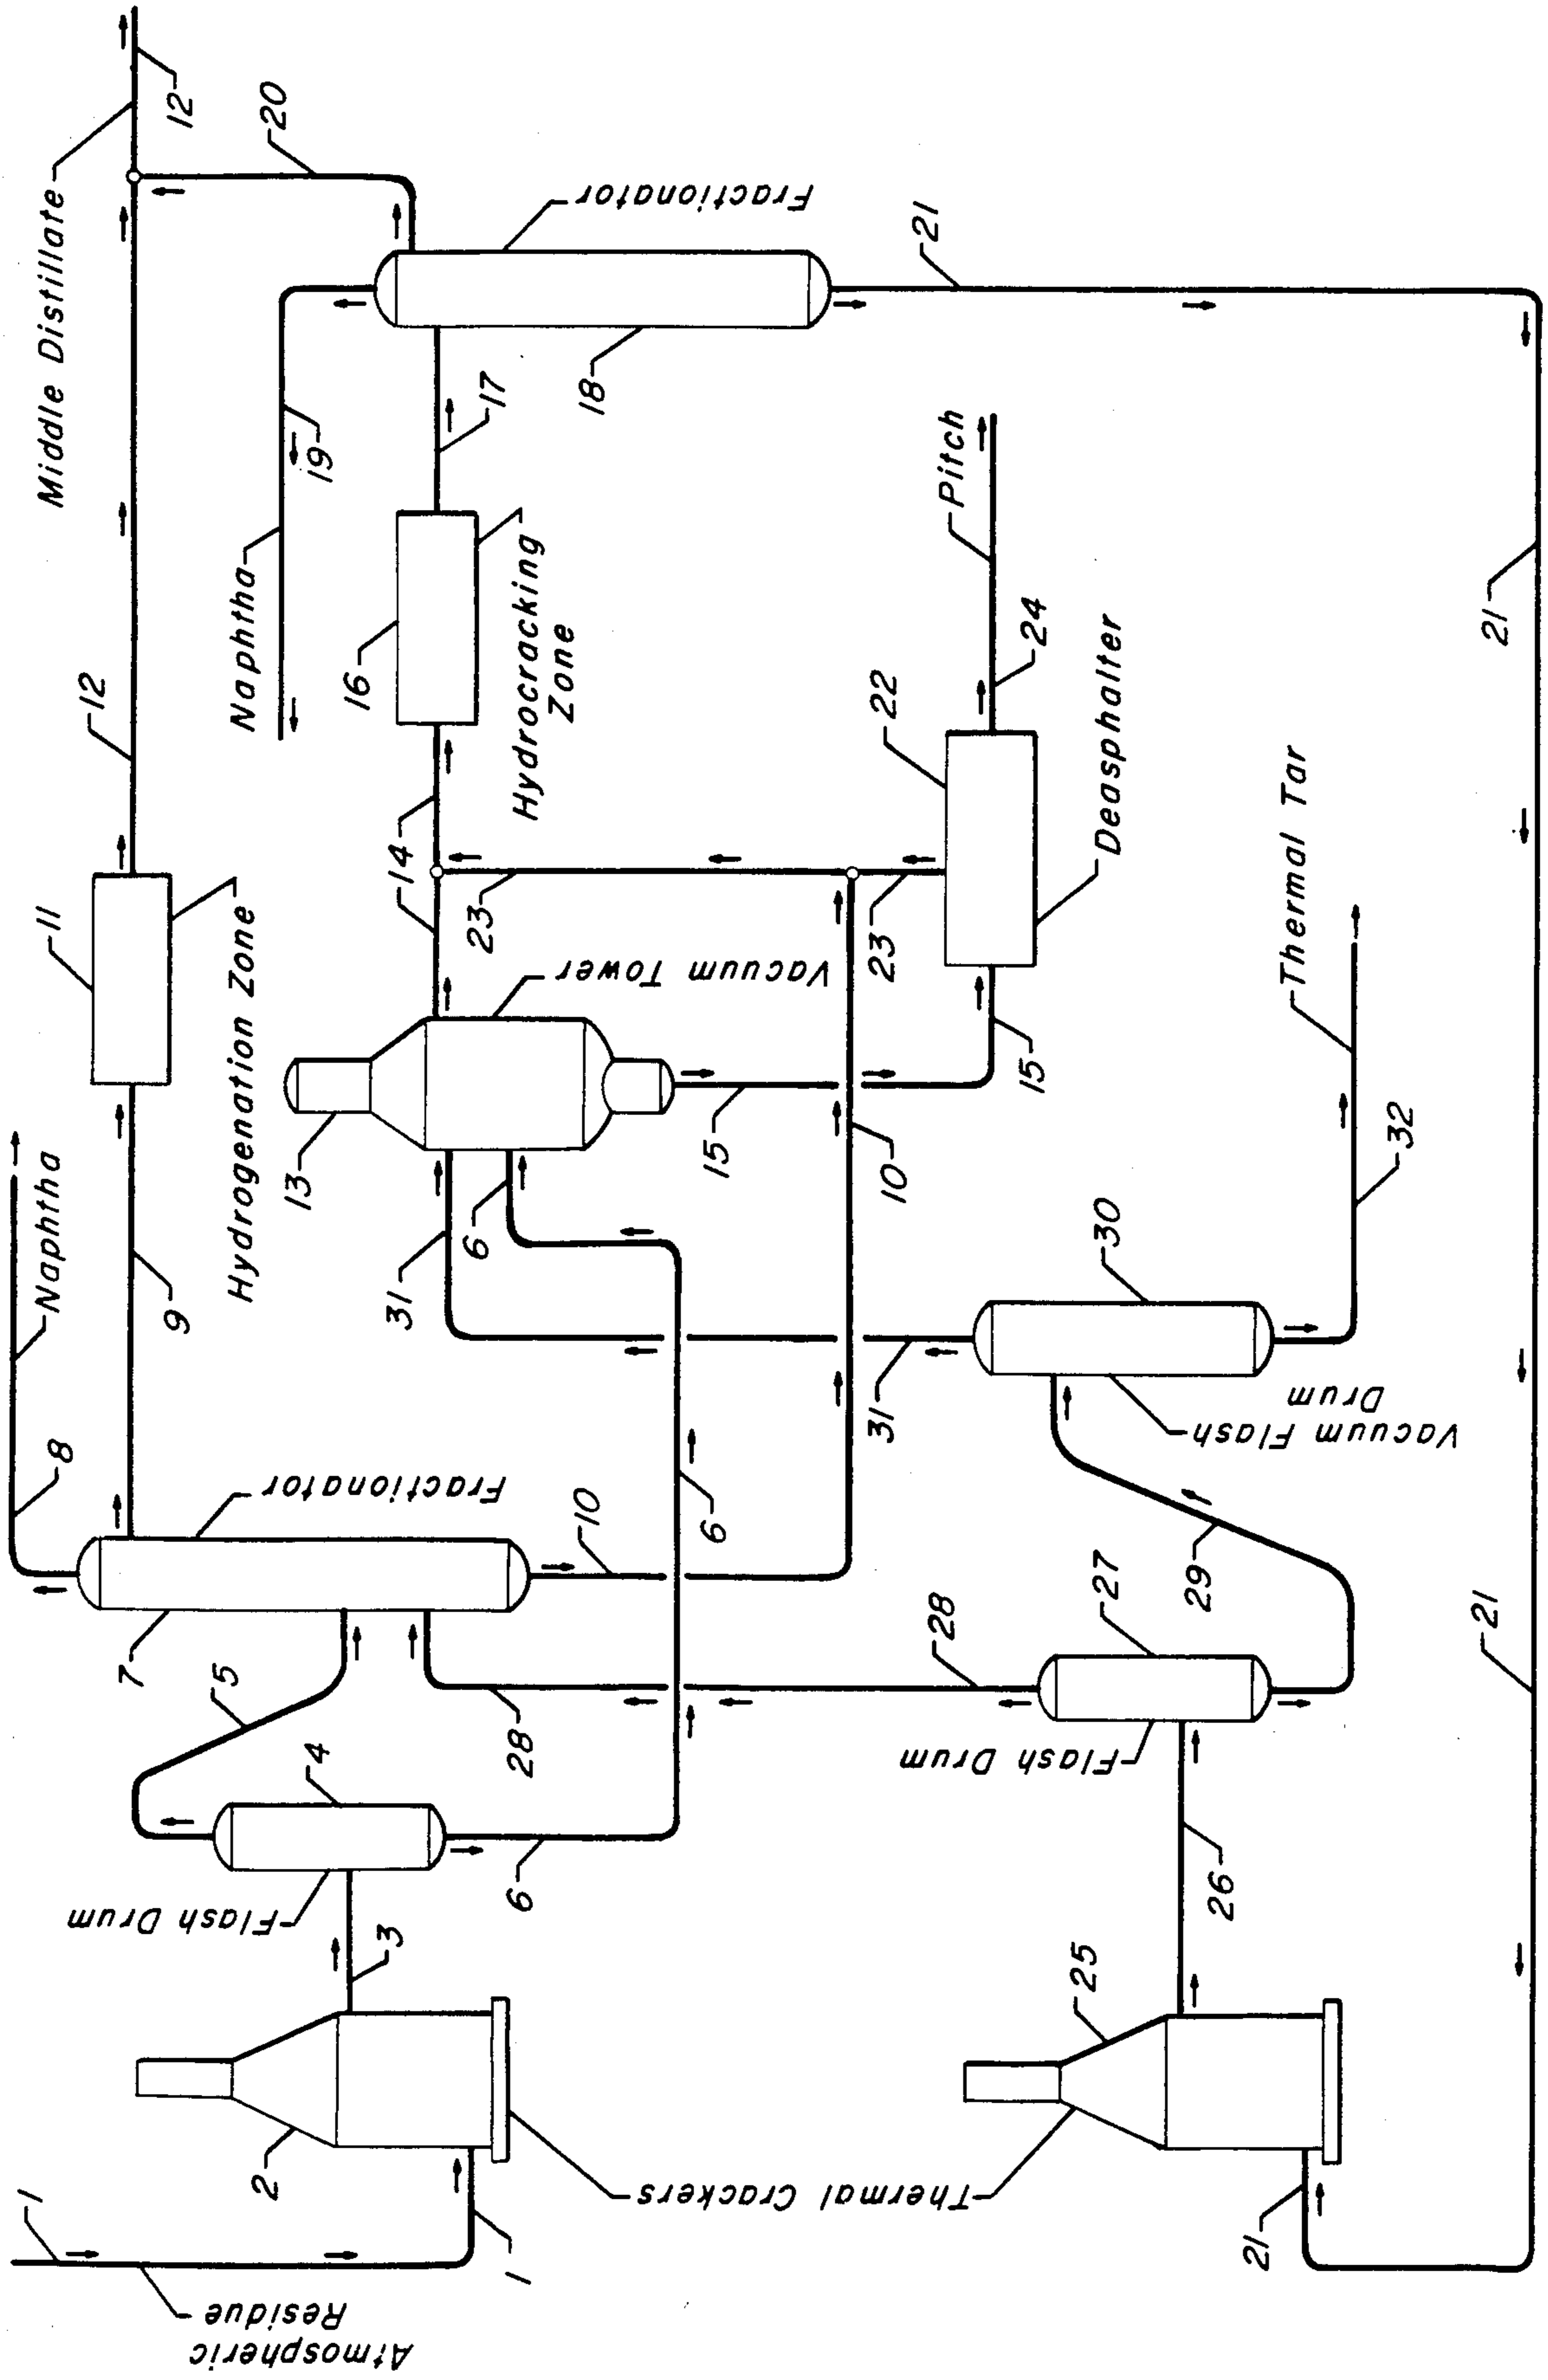 Middle Distillate
12
20
12
Naphtha
19
17
Fractionator
18
21
16
Hydrocracking
Zone
14
11
Hydrogenation Zone
Naphtha
8
9
13
Vacuum Tower
23
22
Pitch
24
Deasphalter
23
15
15
10
31
6
Fractionator
7
10
5
28
4
Flash Drum
6
6
3
2
1
Atmospheric
Residue
1
Thermal Crackers
25
26
Flash Drum
27
28
29
Vacuum Flash
Drum
30
31
32
Thermal Tar
21
21
21